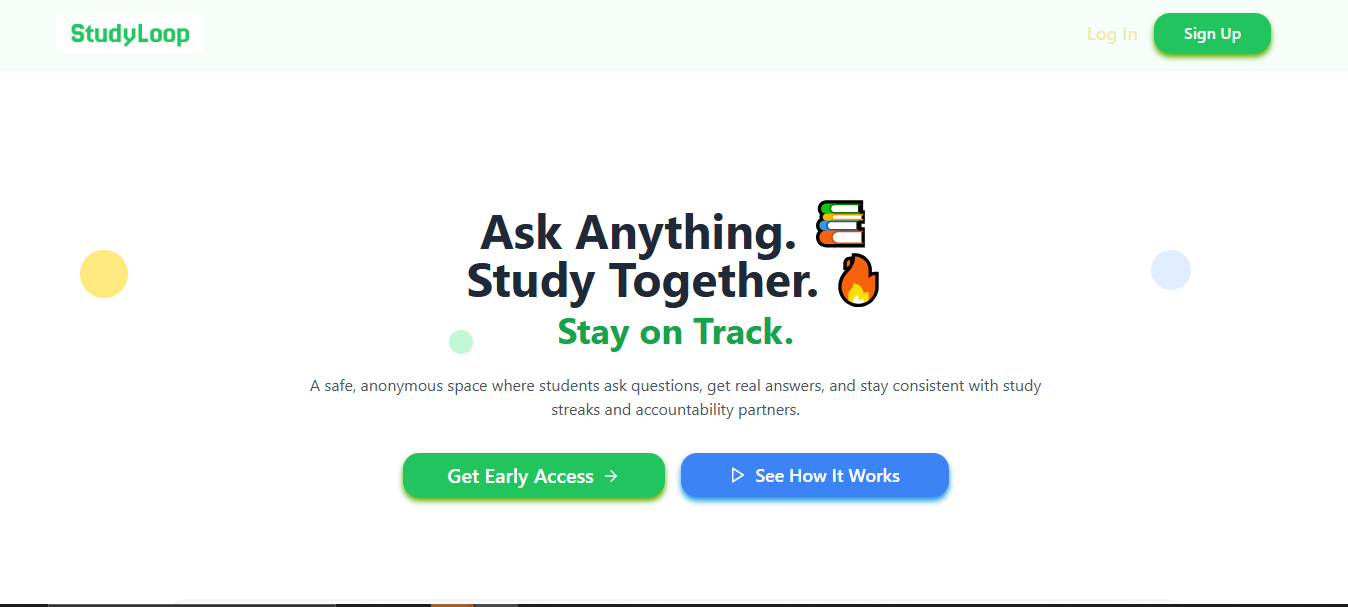 StudyLoop
Log In
Sign Up
Ask Anything. 📚
Study Together. 🔥
Stay on Track.
A safe, anonymous space where students ask questions, get real answers, and stay consistent with study
streaks and accountability partners.
Get Early Access →
See How It Works